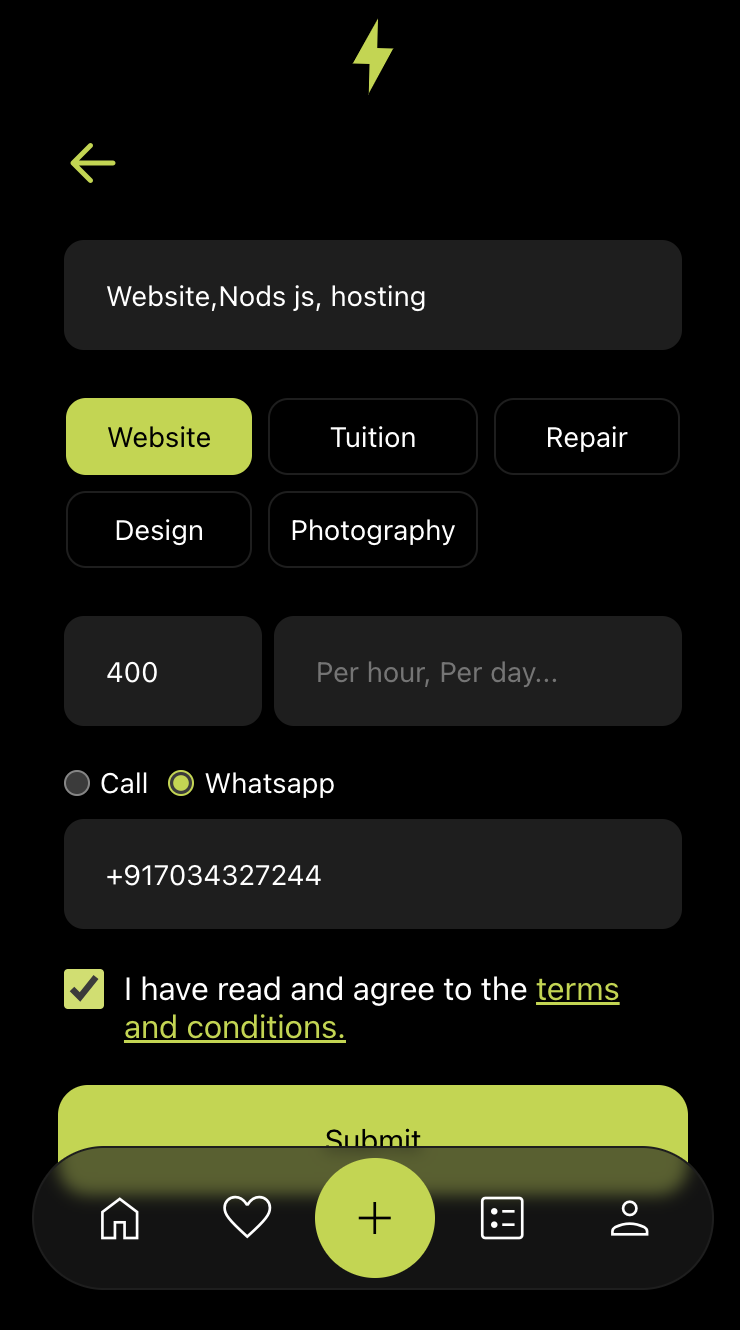 Website,Nods js, hosting
Website Tuition Repair
Design Photography
400 Per hour, Per day...
Call Whatsapp
+917034327244
I have read and agree to the terms
and conditions.
Submit